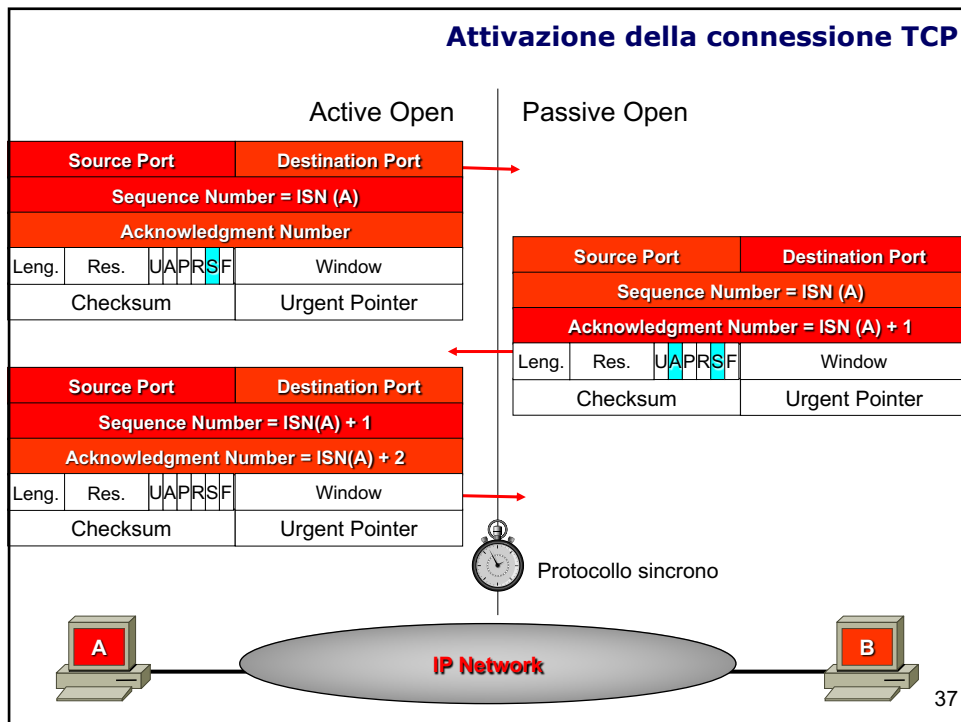 Attivazione della connessione TCP
Active Open
Passive Open
Source Port Destination Port
Sequence Number = ISN (A)
Acknowledgment Number
Leng. Res. U A P R S F Window
Checksum Urgent Pointer
Source Port Destination Port
Sequence Number = ISN (A)
Acknowledgment Number = ISN (A) + 1
Leng. Res. U A P R S F Window
Checksum Urgent Pointer
Source Port Destination Port
Sequence Number = ISN(A) + 1
Acknowledgment Number = ISN(A) + 2
Leng. Res. U A P R S F Window
Checksum Urgent Pointer
Protocollo sincrono
A
IP Network
B
37